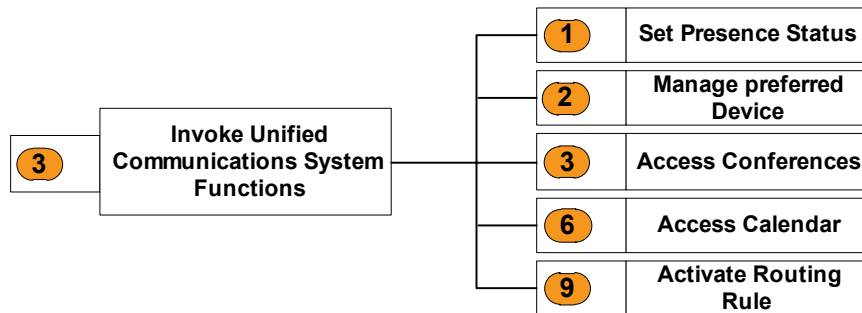 3
Invoke Unified
Communications System
Functions
1
Set Presence Status
2
Manage preferred
Device
3
Access Conferences
6
Access Calendar
9
Activate Routing
Rule